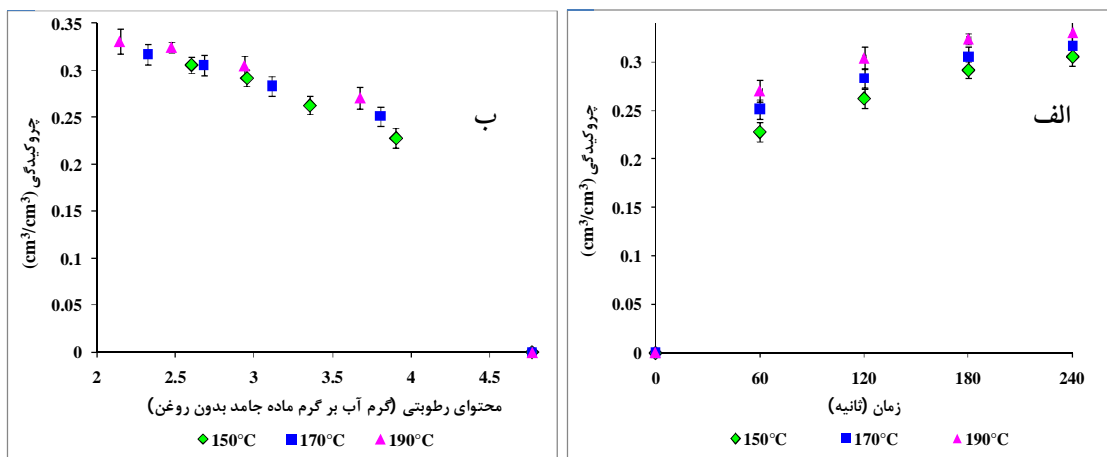 0.35
0.3
0.25
0.2
0.15
0.1
0.05
0
چروکیدگی (cm³/cm³)
ب
2 2.5 3 3.5 4 4.5
محتوای رطوبتی (گرم آب بر گرم ماده جامد بدون روغن)
150°C 170°C 190°C
0.3
0.25
0.2
0.15
0.1
0.05
0
چروکیدگی (cm³/cm³)
الف
0 60 120 180 240
زمان (ثانیه)
150°C 170°C 190°C